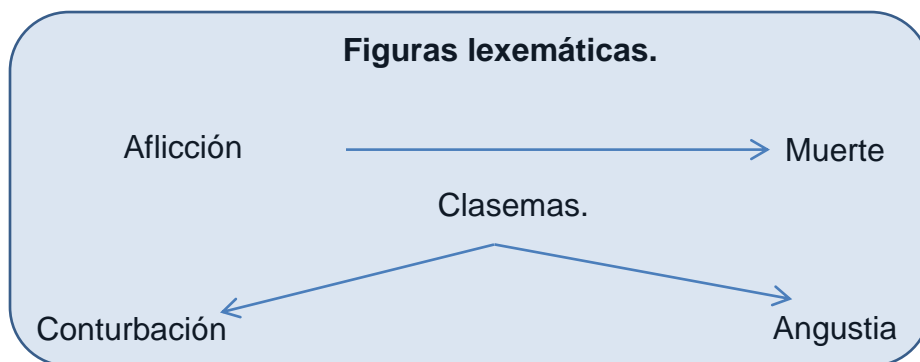 Figuras lexemáticas.
Aflicción
Muerte
Clasemas.
Conturbación
Angustia